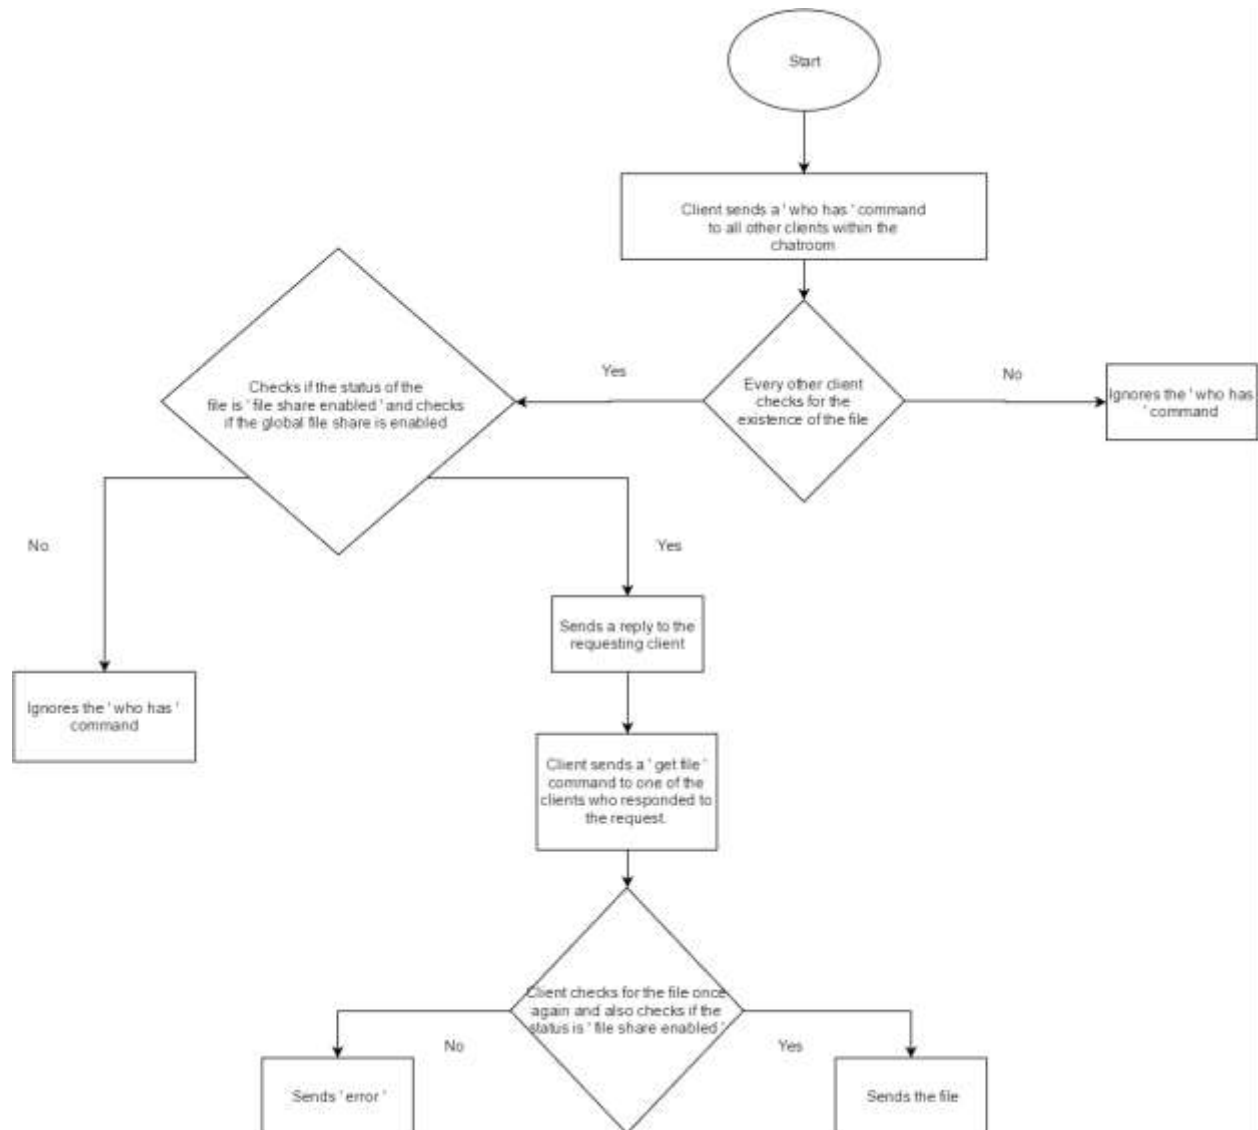 Start
Client sends a ' who has ' command
to all other clients within the
chatroom
Yes
Every other client
checks for the
existence of the file
No
Ignores the ' who has
' command
Checks if the status of the
file is ' file share enabled ' and checks
if the global file share is enabled
No
Yes
Sends a reply to the
requesting client
Ignores the ' who has '
command
Client sends a ' get file '
command to one of the
clients who responded to
the request.
Client checks for the file once
again and also checks if the
status is ' file share enabled '
No
Yes
Sends ' error '
Sends the file